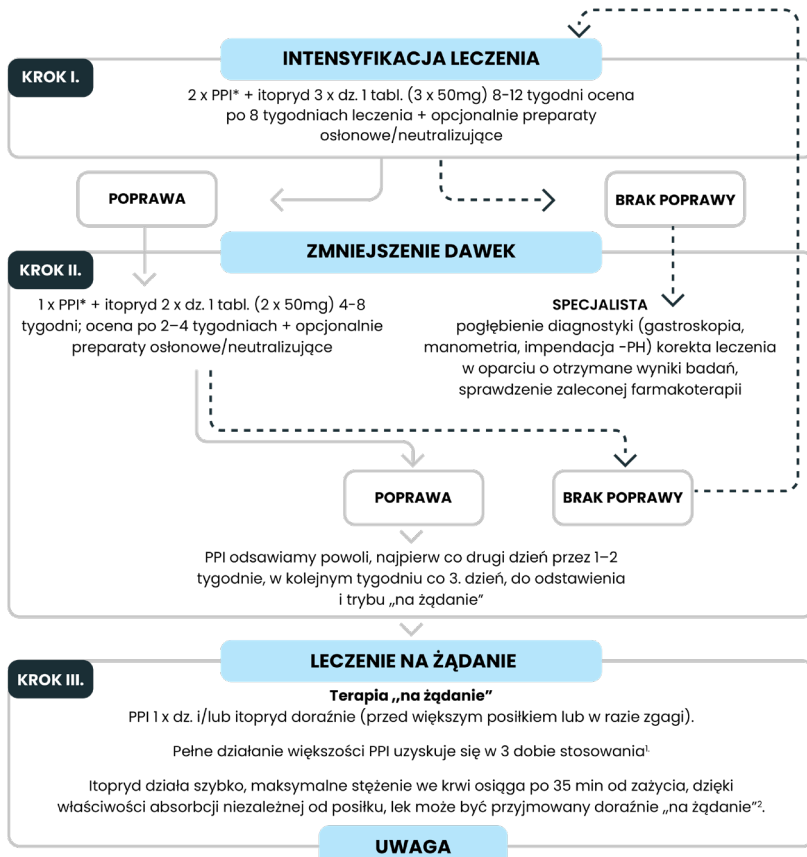 INTENSYFIKACJA LECZENIA
KROK I.
2 x PPI* + itopryd 3 x dz. 1 tabl. (3 x 50mg) 8-12 tygodni ocena
po 8 tygodniach leczenia + opcjonalnie preparaty
osłonowe/neutralizujące
POPRAWA
BRAK POPRAWY
ZMNIEJSZENIE DAWEK
KROK II.
1 x PPI* + itopryd 2 x dz. 1 tabl. (2 x 50mg) 4-8
tygodni; ocena po 2–4 tygodniach + opcjonalnie
preparaty osłonowe/neutralizujące
SPECJALISTA
pogłębienie diagnostyki (gastroskopia,
manometria, impendacja -PH) korekta leczenia
w oparciu o otrzymane wyniki badań,
sprawdzenie zaleconej farmakoterapii
POPRAWA
BRAK POPRAWY
PPI odsawiamy powoli, najpierw co drugi dzień przez 1–2
tygodnie, w kolejnym tygodniu co 3. dzień, do odstawienia
i trybu „na żądanie”
LECZENIE NA ŻĄDANIE
KROK III.
Terapia „na żądanie”
PPI 1 x dz. i/lub itopryd doraźnie (przed większym posiłkiem lub w razie zgagi).
Pełne działanie większości PPI uzyskuje się w 3 dobie stosowania¹.
Itopryd działa szybko, maksymalne stężenie we krwi osiąga po 35 min od zażycia, dzięki
właściwości absorbcji niezależnej od posiłku, lek może być przyjmowany doraźnie „na żądanie”².
UWAGA